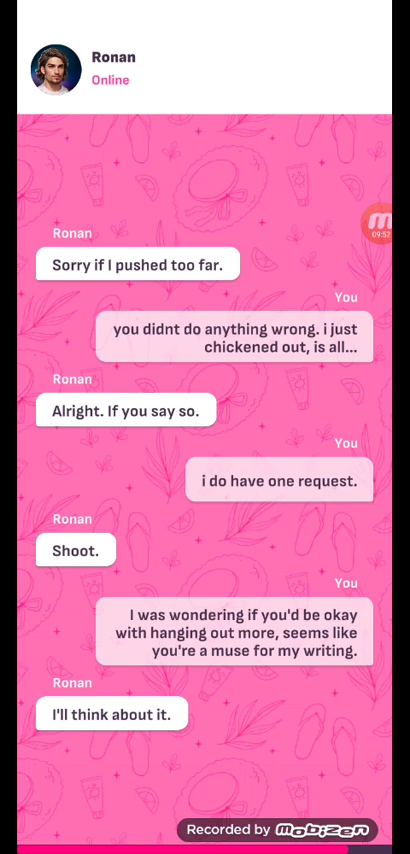 Ronan
Online
09:52
Ronan
Sorry if I pushed too far.
You
you didnt do anything wrong. i just
chickened out, is all...
Ronan
Alright. If you say so.
You
i do have one request.
Ronan
Shoot.
You
I was wondering if you'd be okay
with hanging out more, seems like
you're a muse for my writing.
Ronan
I'll think about it.
Recorded by mobizen